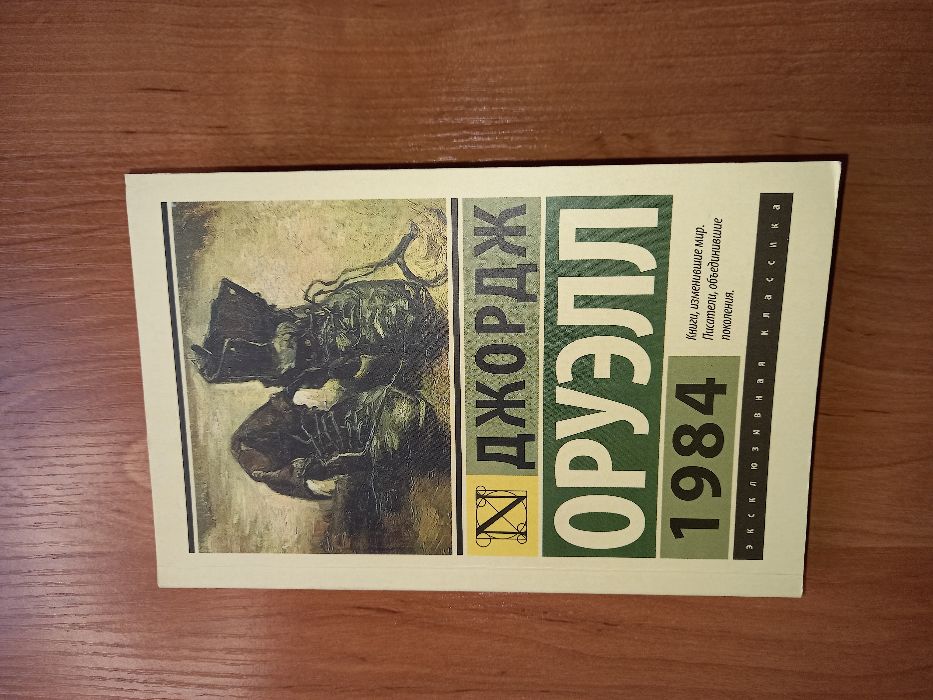 ДЖОРДЖ
ОРУЭЛЛ
1984
Книги, изменившие мир.
Писатели, объединившие
поколения.
эксклюзивная классика